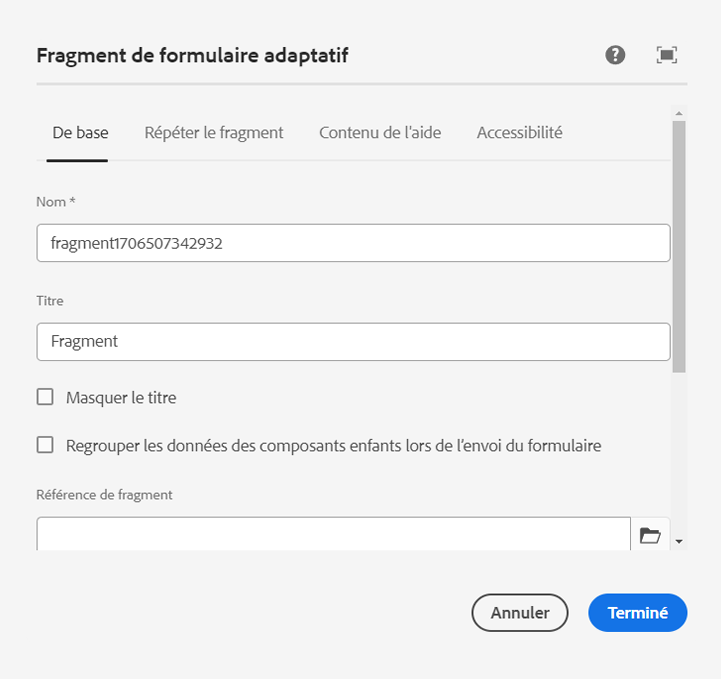 Fragment de formulaire adaptatif
De base Répéter le fragment Contenu de l'aide Accessibilité
Nom *
fragment1706507342932
Titre
Fragment
Masquer le titre
Regrouper les données des composants enfants lors de l'envoi du formulaire
Référence de fragment
Annuler Terminé